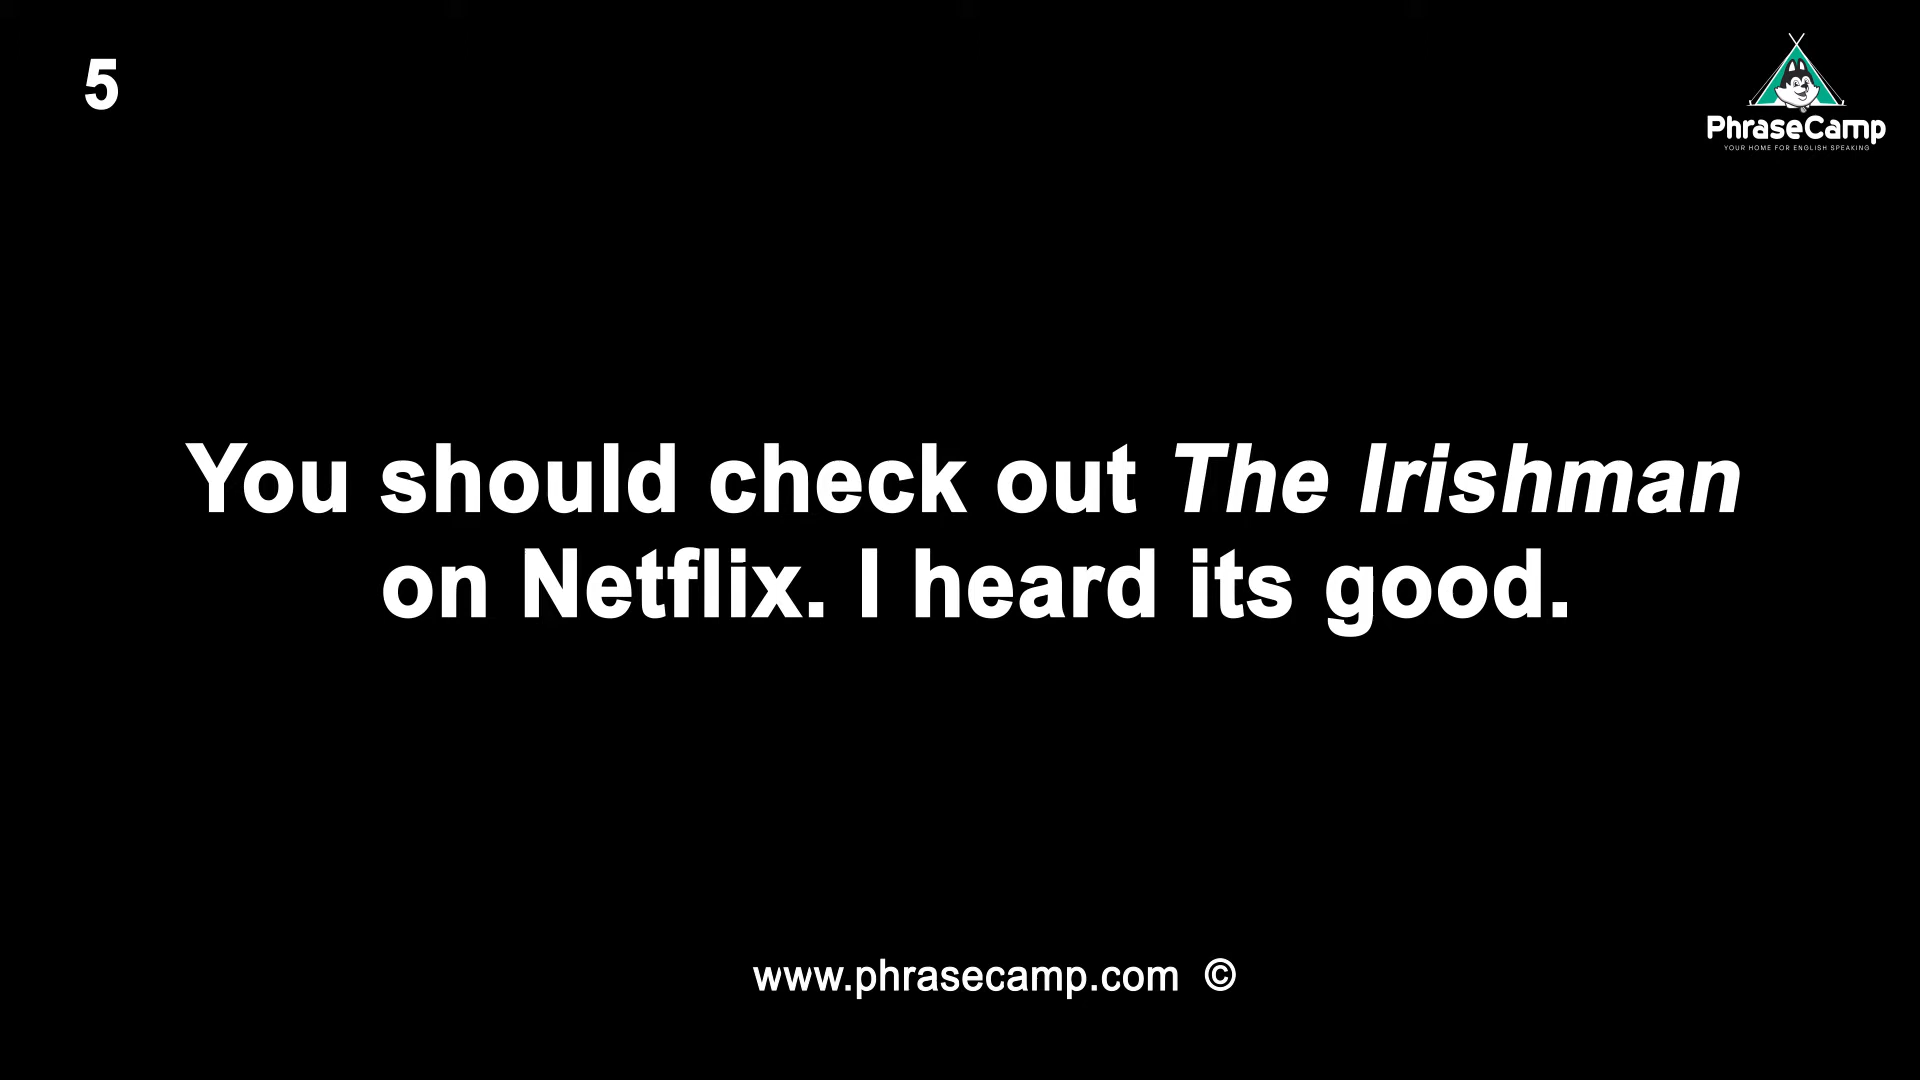 5
PhraseCamp
YOUR HOME FOR ENGLISH SPEAKING
You should check out The Irishman
on Netflix. I heard its good.
www.phrasecamp.com ©